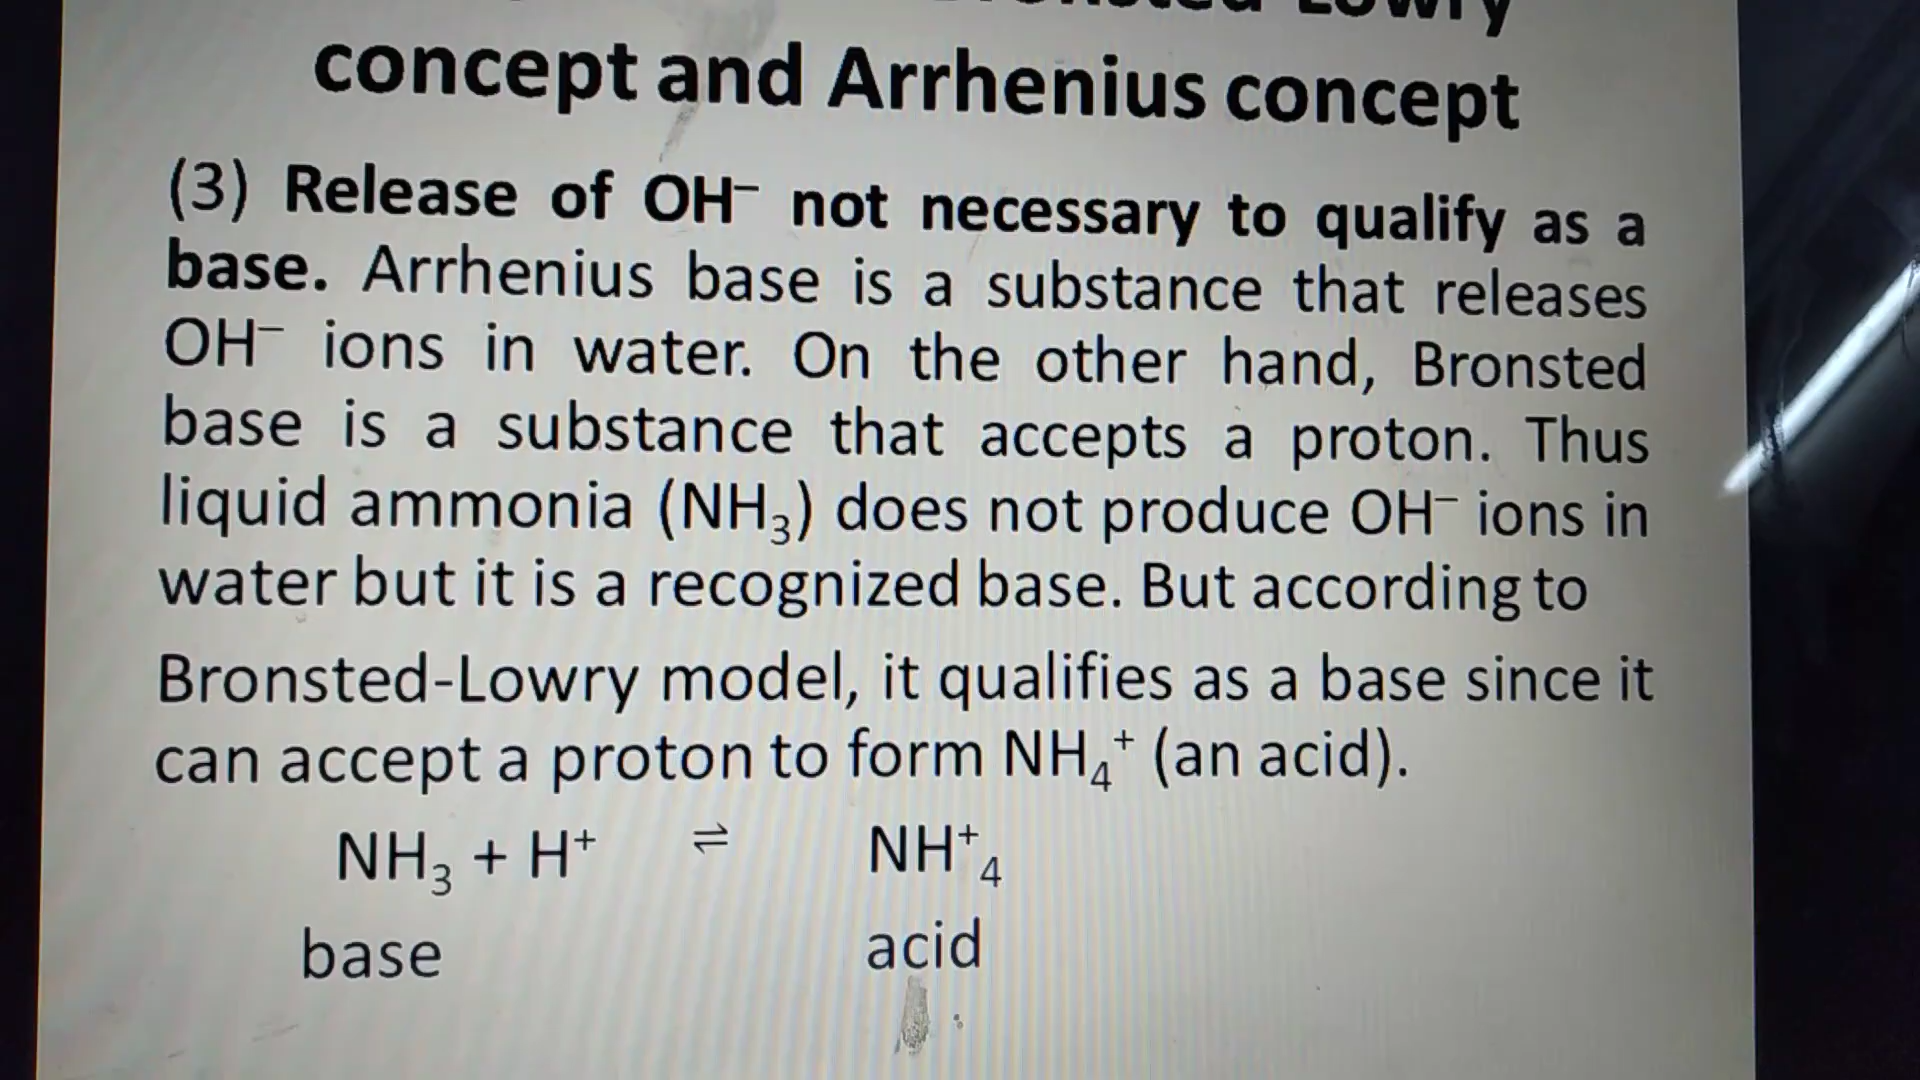 concept and Arrhenius concept
(3) Release of OH⁻ not necessary to qualify as a
base. Arrhenius base is a substance that releases
OH⁻ ions in water. On the other hand, Bronsted
base is a substance that accepts a proton. Thus
liquid ammonia (NH₃) does not produce OH⁻ ions in
water but it is a recognized base. But according to
Bronsted-Lowry model, it qualifies as a base since it
can accept a proton to form NH₄⁺ (an acid).
NH₃ + H⁺ ⇌ NH⁺₄
base acid